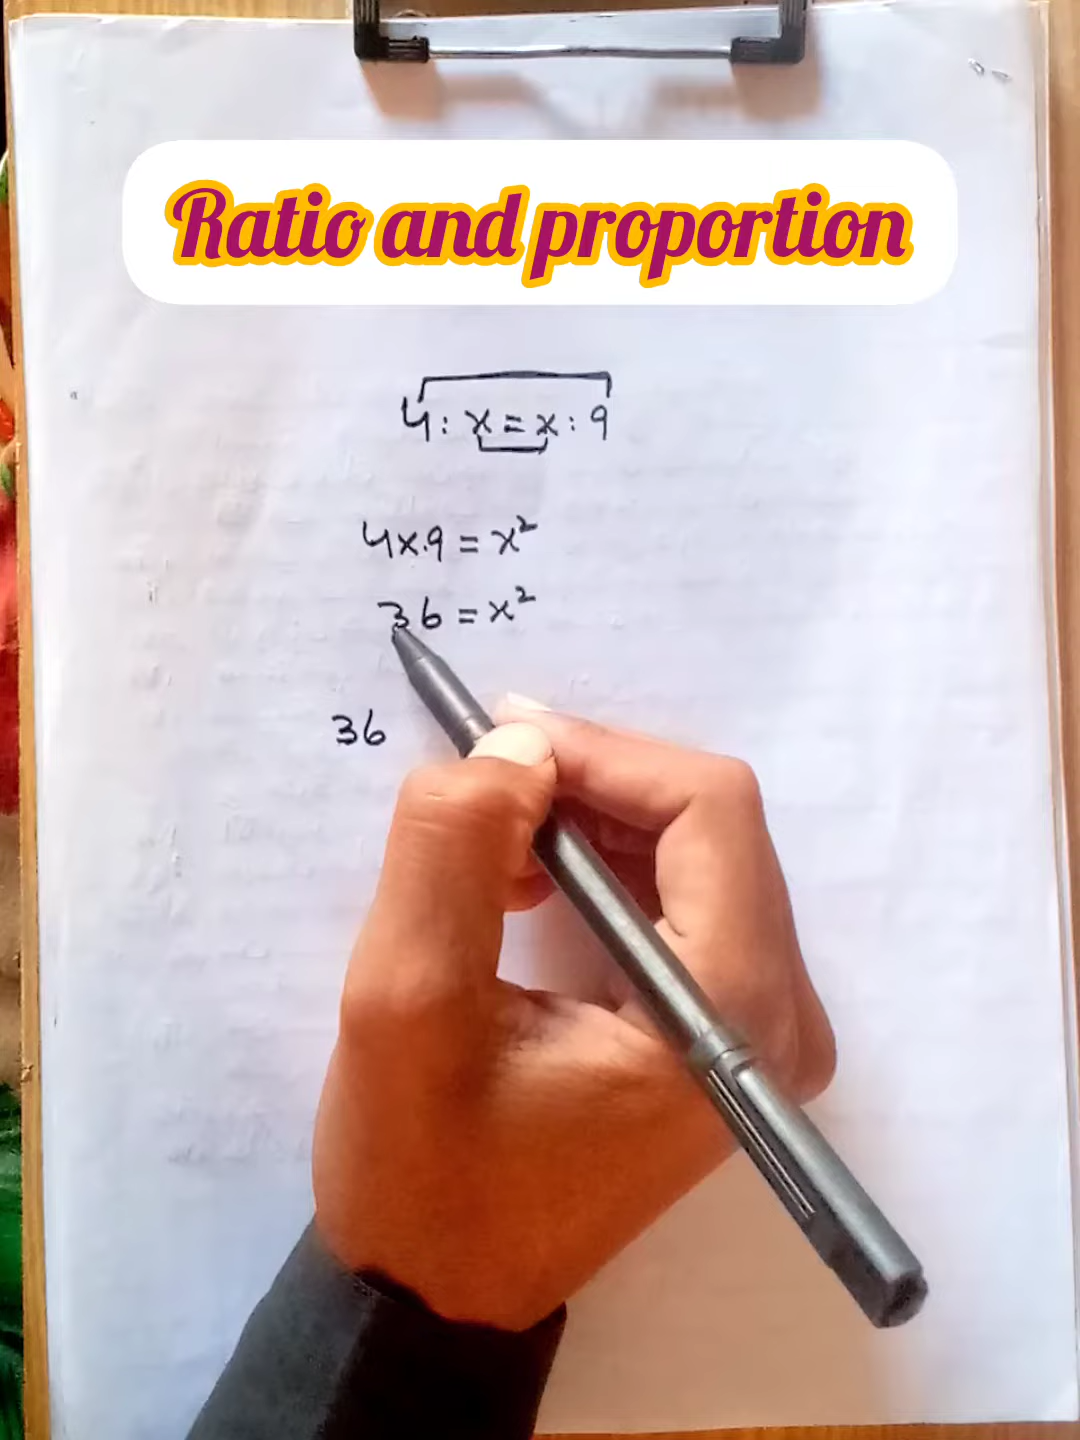 Ratio and proportion
4 : x = x : 9
4 × 9 = x²
36 = x²
36